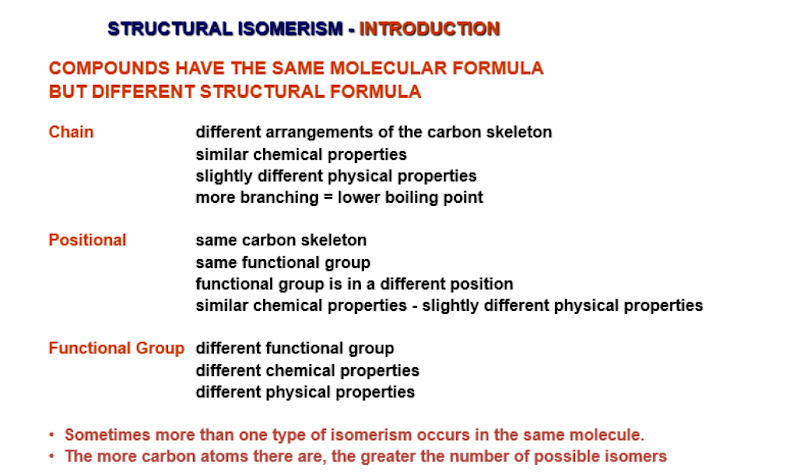 STRUCTURAL ISOMERISM - INTRODUCTION
COMPOUNDS HAVE THE SAME MOLECULAR FORMULA
BUT DIFFERENT STRUCTURAL FORMULA
Chain different arrangements of the carbon skeleton
similar chemical properties
slightly different physical properties
more branching = lower boiling point
Positional same carbon skeleton
same functional group
functional group is in a different position
similar chemical properties - slightly different physical properties
Functional Group different functional group
different chemical properties
different physical properties
• Sometimes more than one type of isomerism occurs in the same molecule.
• The more carbon atoms there are, the greater the number of possible isomers